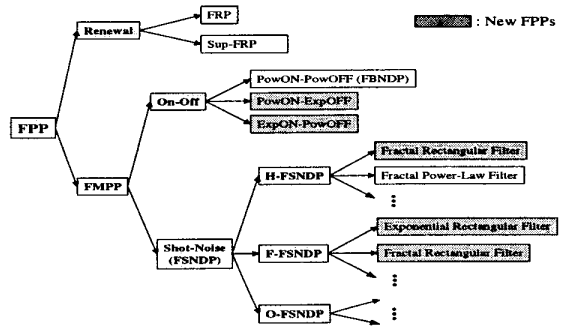 FRP
Renewal
: New FPPs
Sup-FRP
PowON-PowOFF (FBNDP)
On-Off
PowON-ExpOFF
ExpON-PowOFF
FPP
Fractal Rectangular Filter
H-FSNDP
Fractal Power-Law Filter
FMPP
Exponential Rectangular Filter
Shot-Noise
(FSNDP)
F-FSNDP
Fractal Rectangular Filter
O-FSNDP